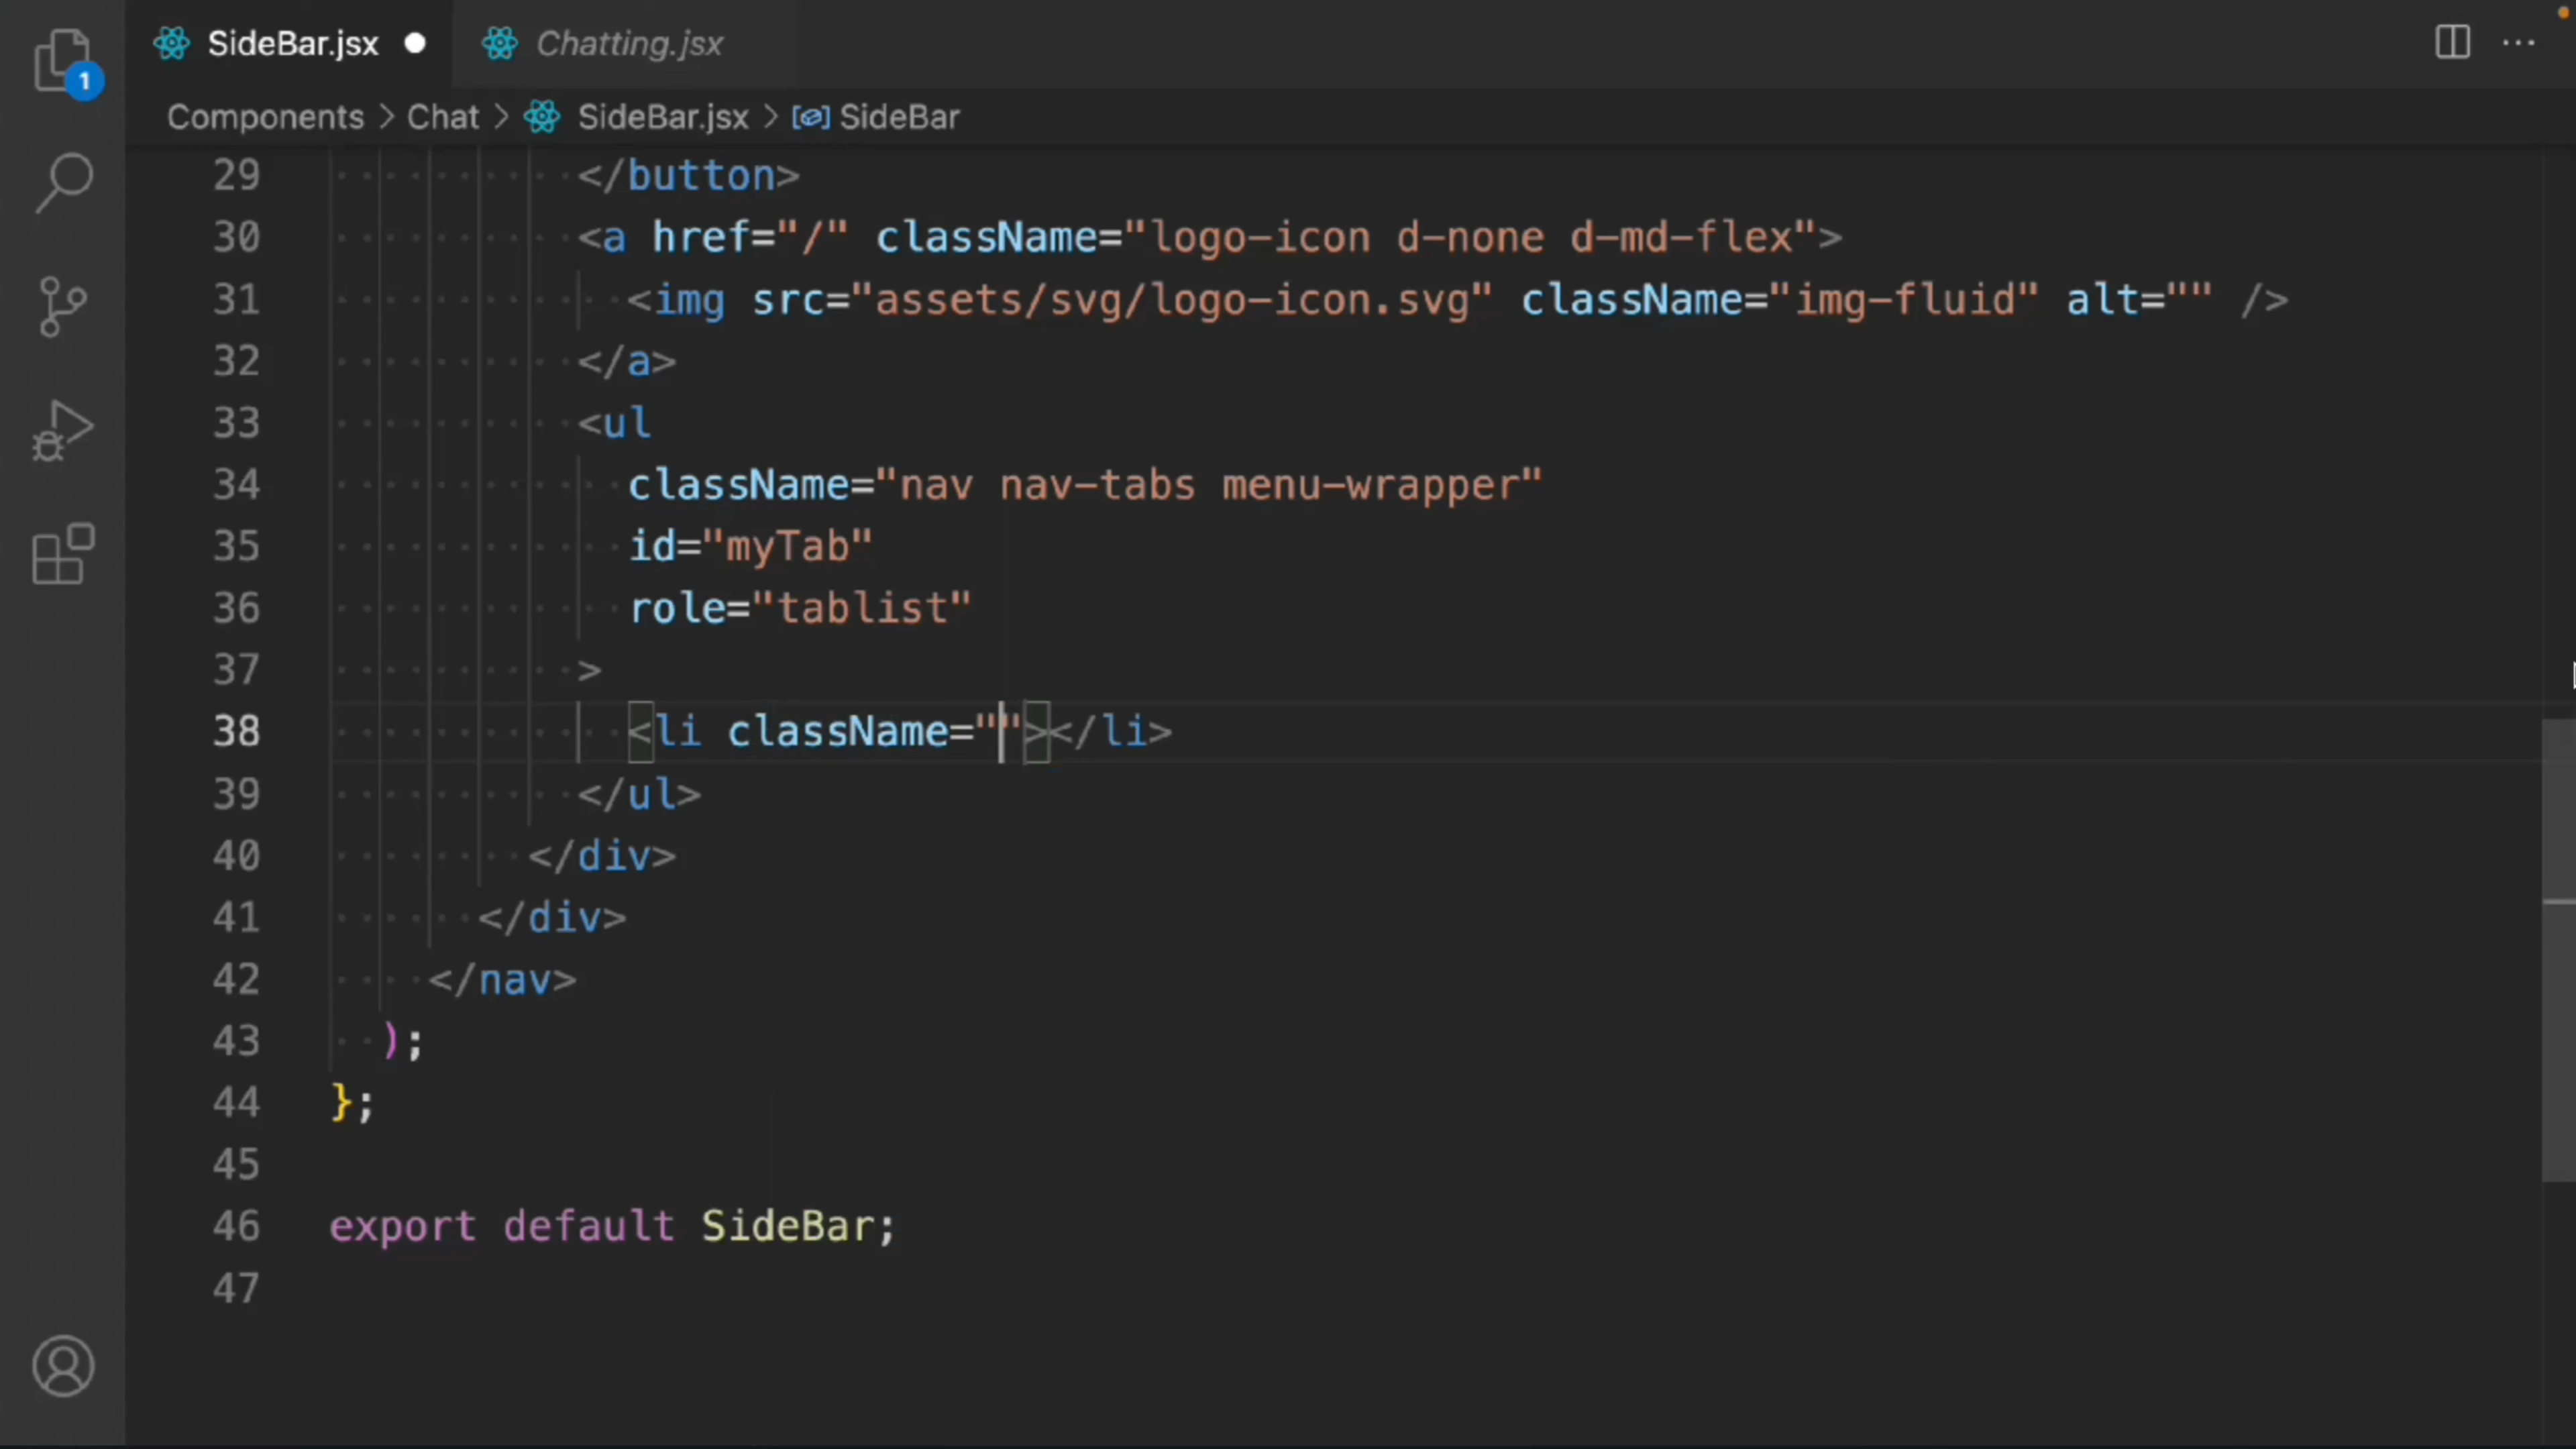 SideBar.jsx Chatting.jsx
1
Components > Chat > SideBar.jsx > SideBar
29 </button>
30 <a href="/" className="logo-icon d-none d-md-flex">
31 <img src="assets/svg/logo-icon.svg" className="img-fluid" alt="" />
32 </a>
33 <ul
34 className="nav nav-tabs menu-wrapper"
35 id="myTab"
36 role="tablist"
37 >
38 <li className=""></li>
39 </ul>
40 </div>
41 </div>
42 </nav>
43 );
44 };
45
46 export default SideBar;
47